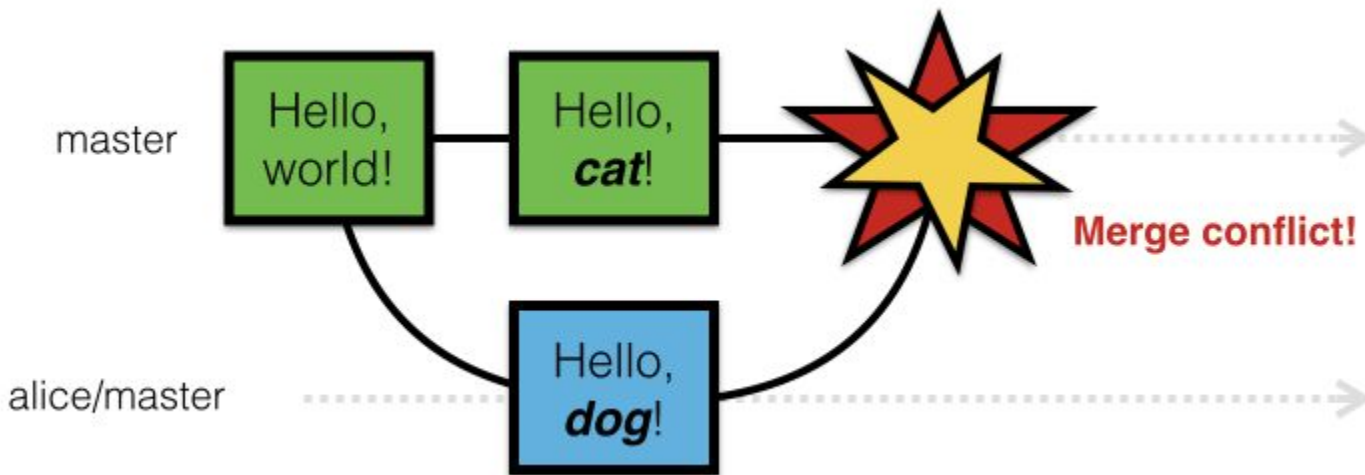 master
Hello,
world!
Hello,
cat!
Merge conflict!
alice/master
Hello,
dog!